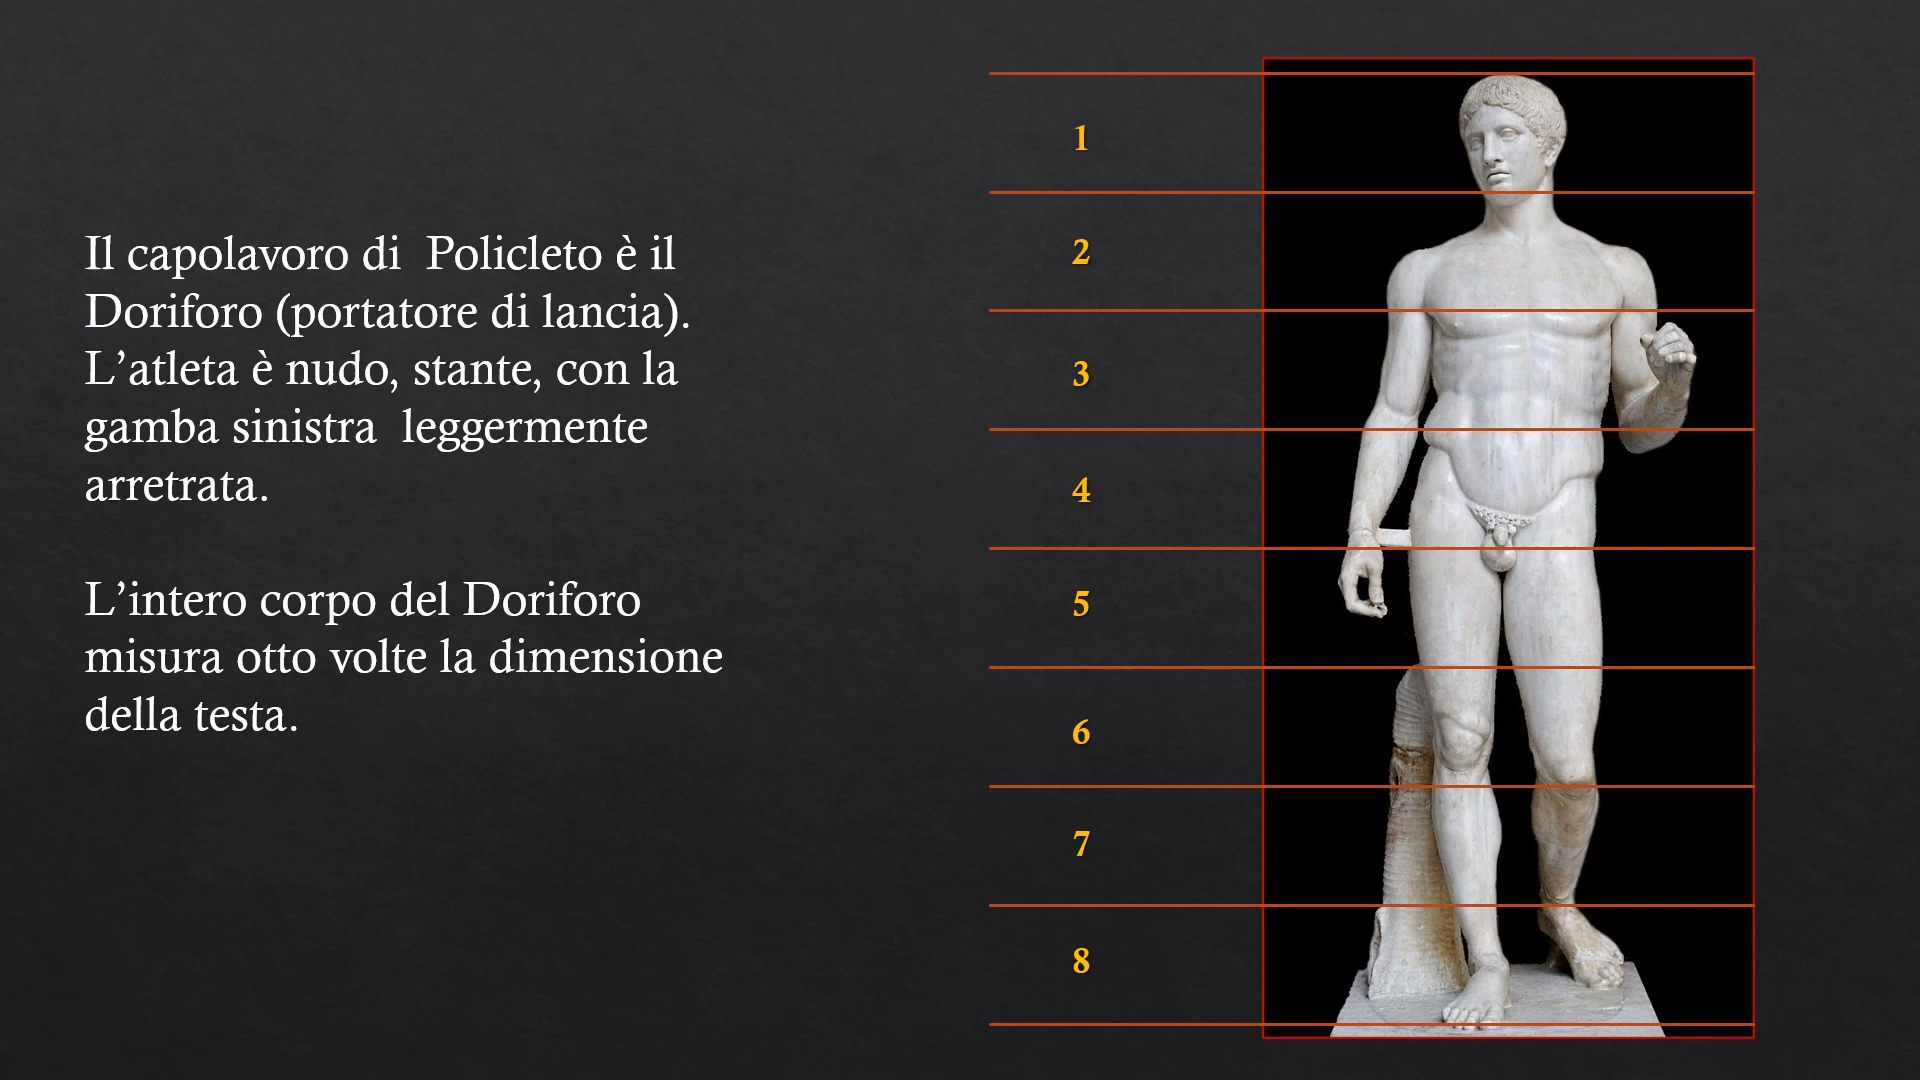 Il capolavoro di  Policleto è il
Doriforo (portatore di lancia).
L’atleta è nudo, stante, con la
gamba sinistra  leggermente
arretrata.
L’intero corpo del Doriforo
misura otto volte la dimensione
della testa.
1
2
3
4
5
6
7
8